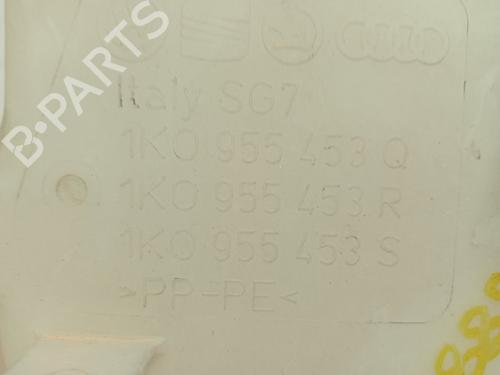 B-PARTS
Italy SG7
1K0 955 453 Q
1K0 955 453 R
1K0 955 453 S
>PP-PE<